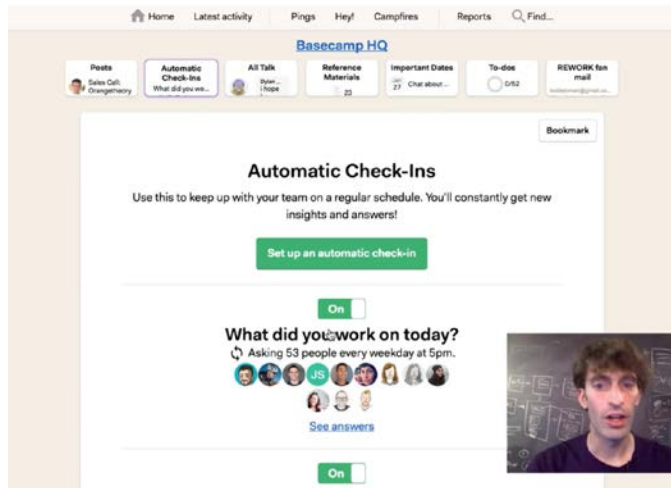 Home Latest activity Pings Hey! Campfires Reports Find...
Basecamp HQ
Posts
Sales Call:
Orangetheory
Automatic
Check-Ins
What did you we...
All Talk
Dylan ...
i hope
Reference
Materials
23
Important Dates
27 Chat about ...
To-dos
0/52
REWORK fan
mail
Bookmark
Automatic Check-Ins
Use this to keep up with your team on a regular schedule. You'll constantly get new
insights and answers!
Set up an automatic check-in
On
What did you work on today?
Asking 53 people every weekday at 5pm.
JS
See answers
On